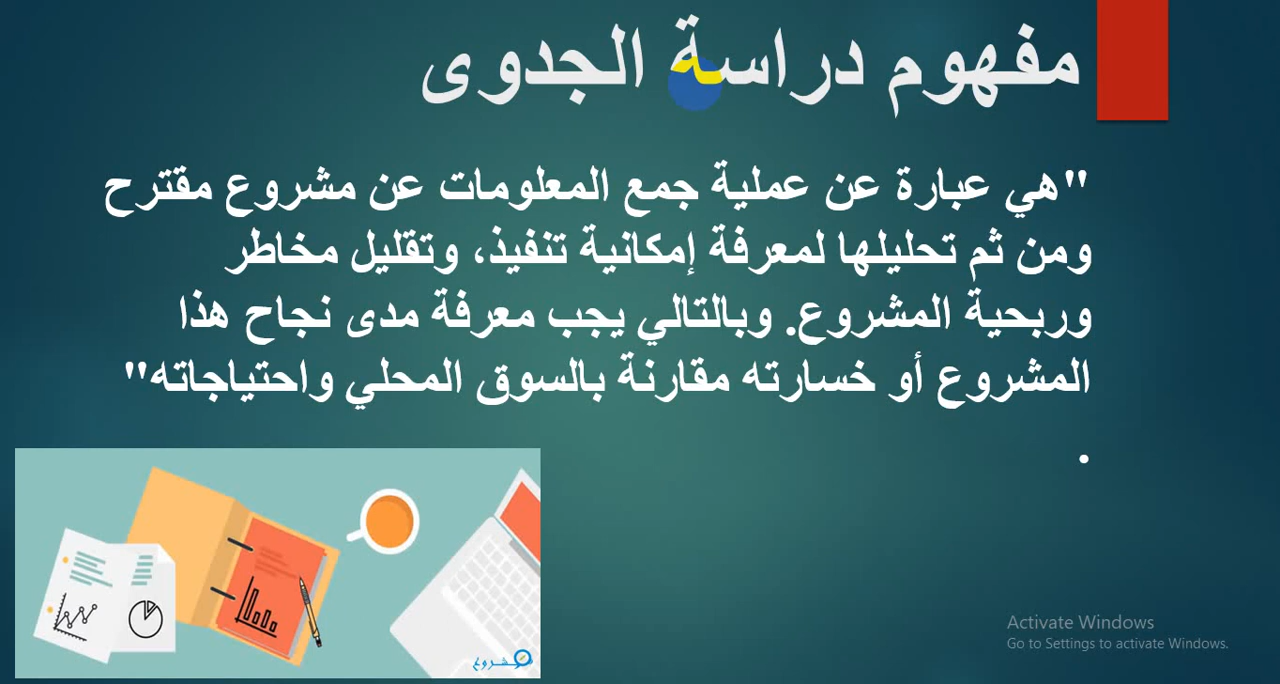 مفهوم دراسة الجدوى
"هي عبارة عن عملية جمع المعلومات عن مشروع مقترح
ومن ثم تحليلها لمعرفة إمكانية تنفيذ، وتقليل مخاطر
وربحية المشروع. وبالتالي يجب معرفة مدى نجاح هذا
المشروع أو خسارته مقارنة بالسوق المحلي واحتياجاته"
.
مشروع
Activate Windows
Go to Settings to activate Windows.